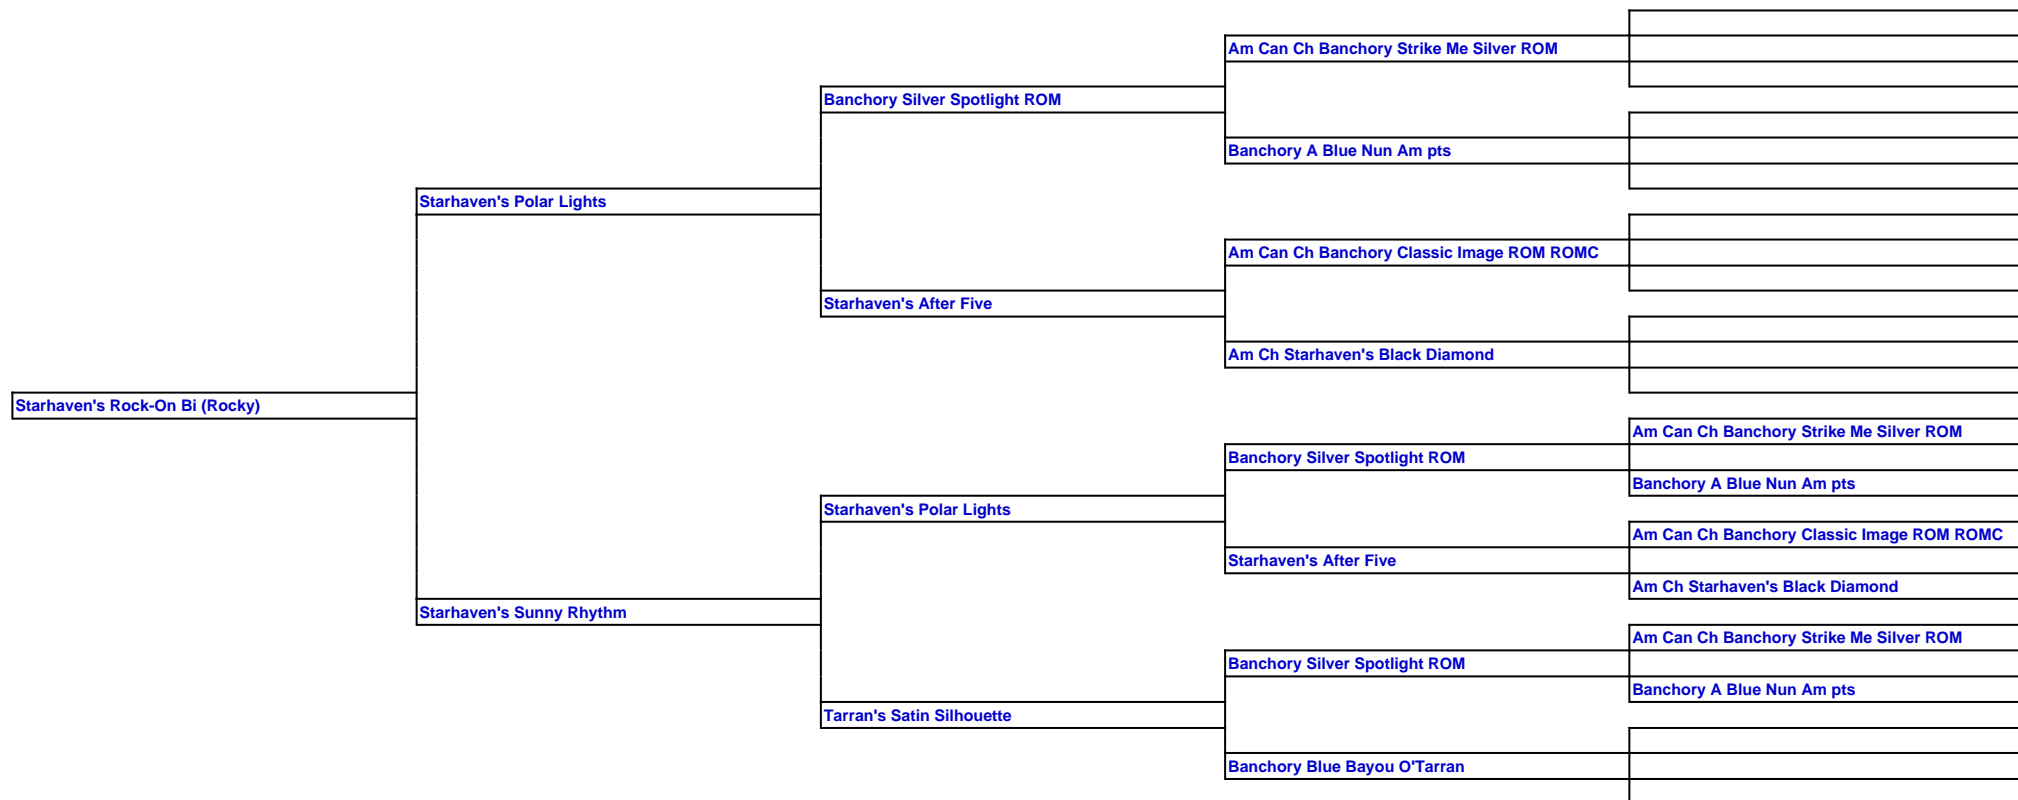 Am Can Ch Banchory Strike Me Silver ROM
Banchory Silver Spotlight ROM
Banchory A Blue Nun Am pts
Starhaven's Polar Lights
Am Can Ch Banchory Classic Image ROM ROMC
Starhaven's After Five
Am Ch Starhaven's Black Diamond
Starhaven's Rock-On Bi (Rocky)
Am Can Ch Banchory Strike Me Silver ROM
Banchory Silver Spotlight ROM
Banchory A Blue Nun Am pts
Starhaven's Polar Lights
Am Can Ch Banchory Classic Image ROM ROMC
Starhaven's After Five
Am Ch Starhaven's Black Diamond
Starhaven's Sunny Rhythm
Am Can Ch Banchory Strike Me Silver ROM
Banchory Silver Spotlight ROM
Banchory A Blue Nun Am pts
Tarran's Satin Silhouette
Banchory Blue Bayou O'Tarran